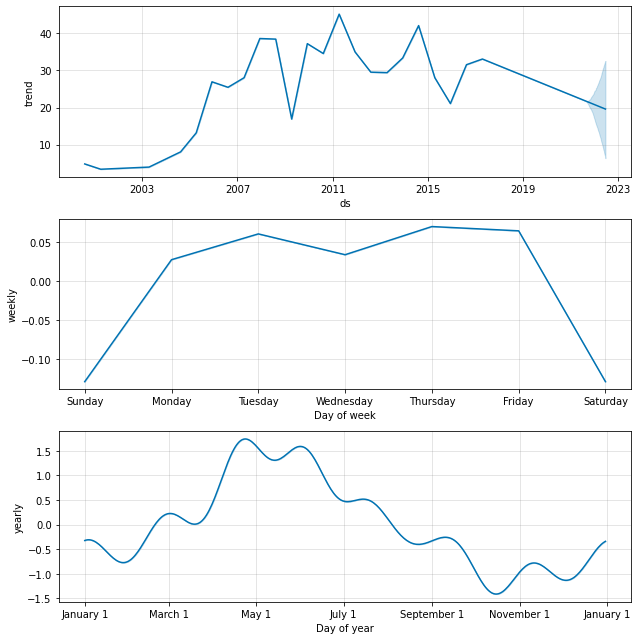 trend
40
30
20
10
2003 2007 2011 2015 2019 2023
ds
weekly
0.05
0.00
−0.05
−0.10
Sunday Monday Tuesday Wednesday Thursday Friday Saturday
Day of week
yearly
1.5
1.0
0.5
0.0
−0.5
−1.0
−1.5
January 1 March 1 May 1 July 1 September 1 November 1 January 1
Day of year